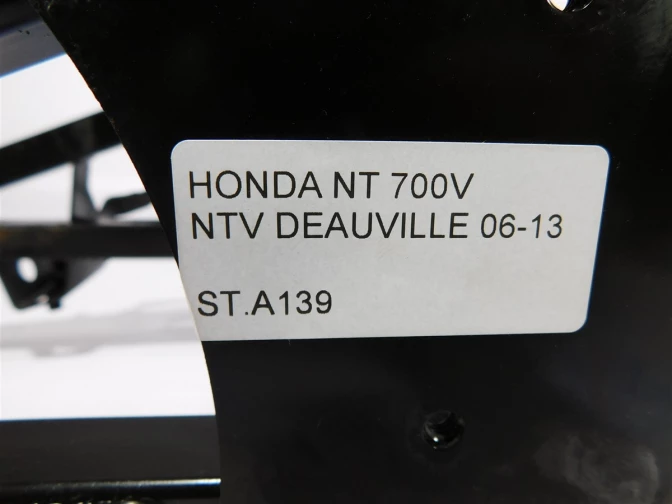 HONDA NT 700V
NTV DEAUVILLE 06-13
ST.A139